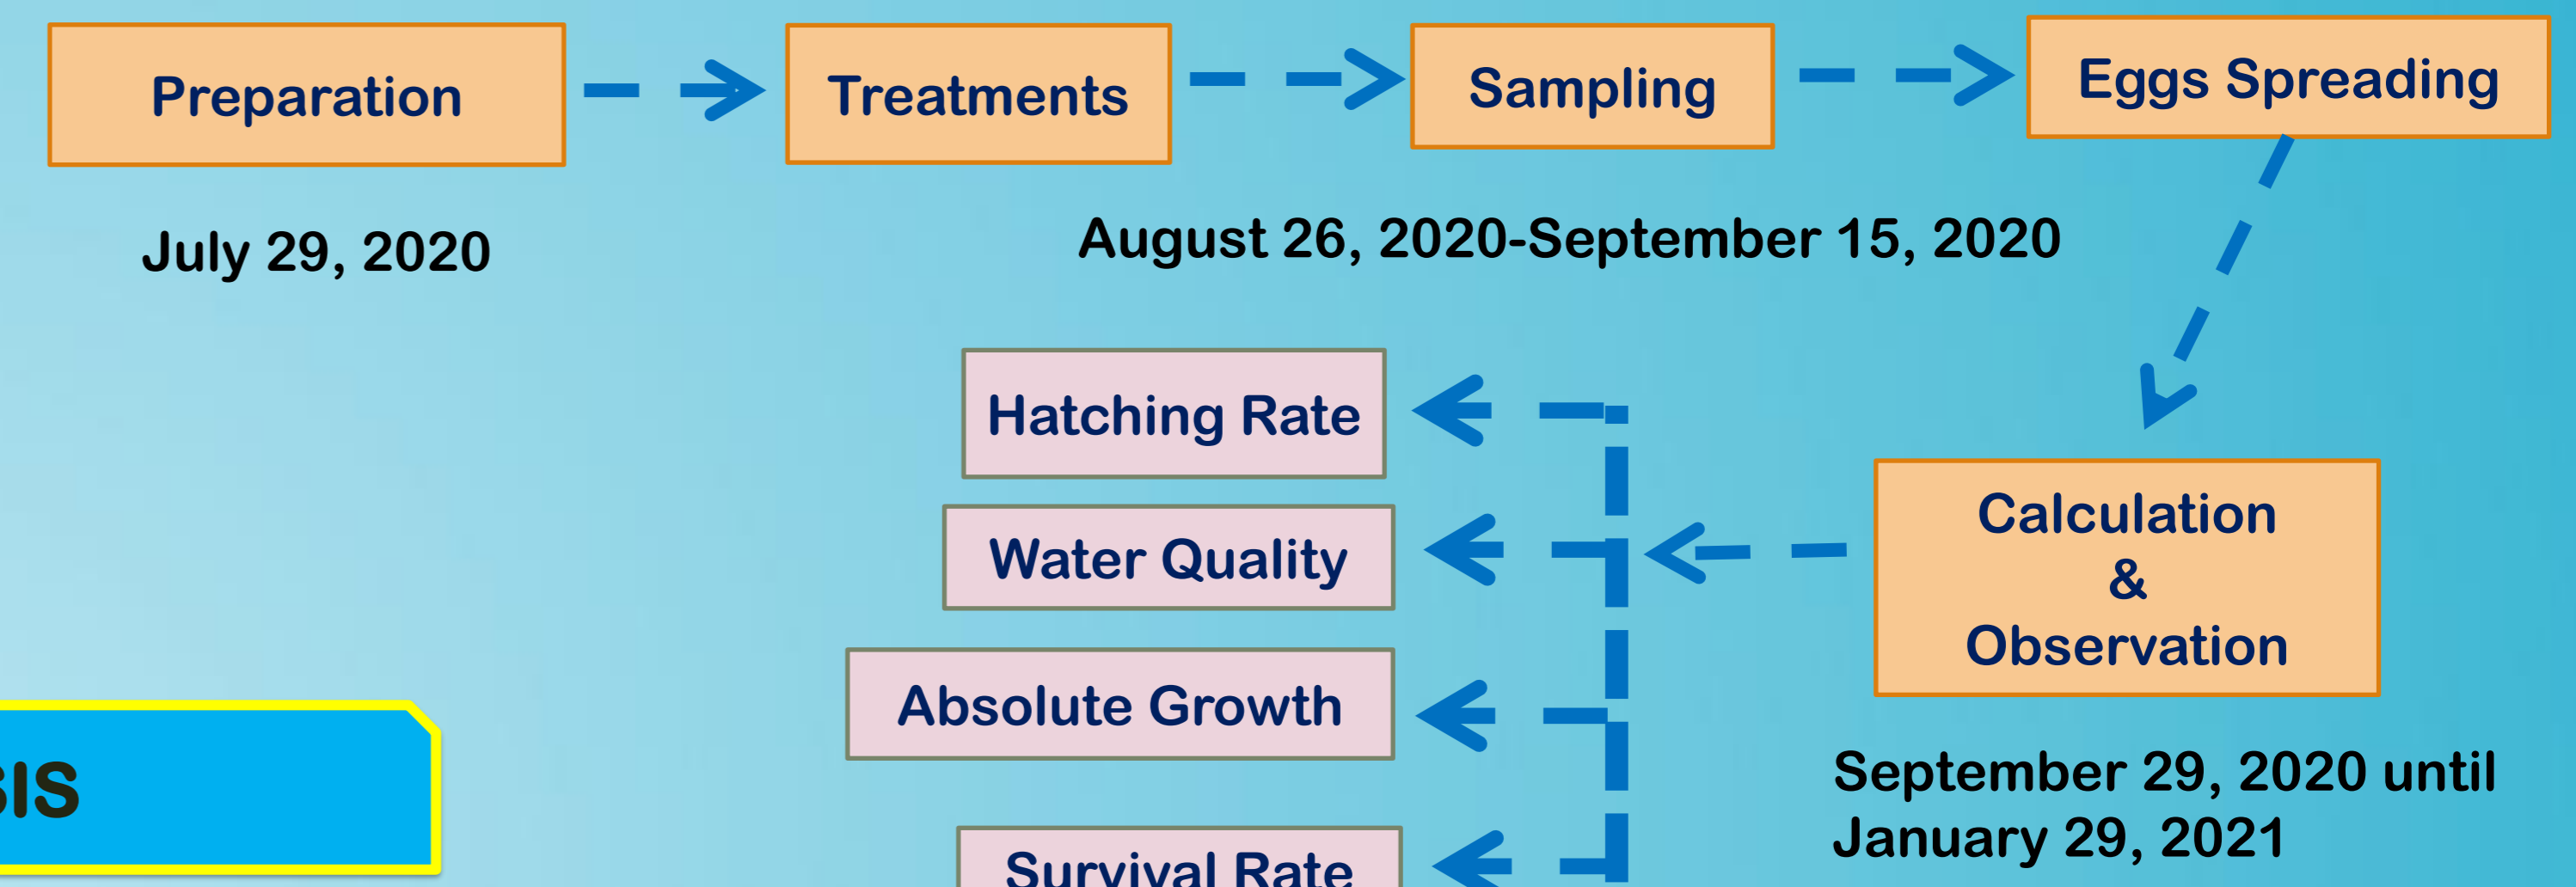 Preparation
Treatments
Sampling
Eggs Spreading
July 29, 2020
August 26, 2020-September 15, 2020
Hatching Rate
Water Quality
Absolute Growth
Survival Rate
Calculation
&
Observation
September 29, 2020 until
January 29, 2021
SIS